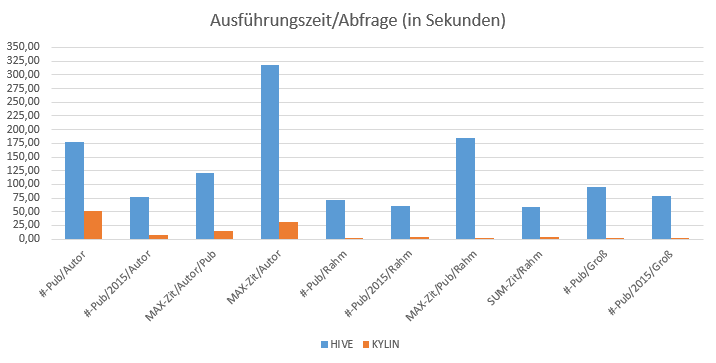 Ausführungszeit/Abfrage (in Sekunden)
350,00
325,00
300,00
275,00
250,00
225,00
200,00
175,00
150,00
125,00
100,00
75,00
50,00
25,00
0,00
#-Pub/Autor
#-Pub/2015/Autor
MAX-Zit/Autor/Pub
MAX-Zit/Autor
#-Pub/Rahm
#-Pub/2015/Rahm
MAX-Zit/Pub/Rahm
SUM-Zit/Rahm
#-Pub/Groß
#-Pub/2015/Groß
HIVE KYLIN